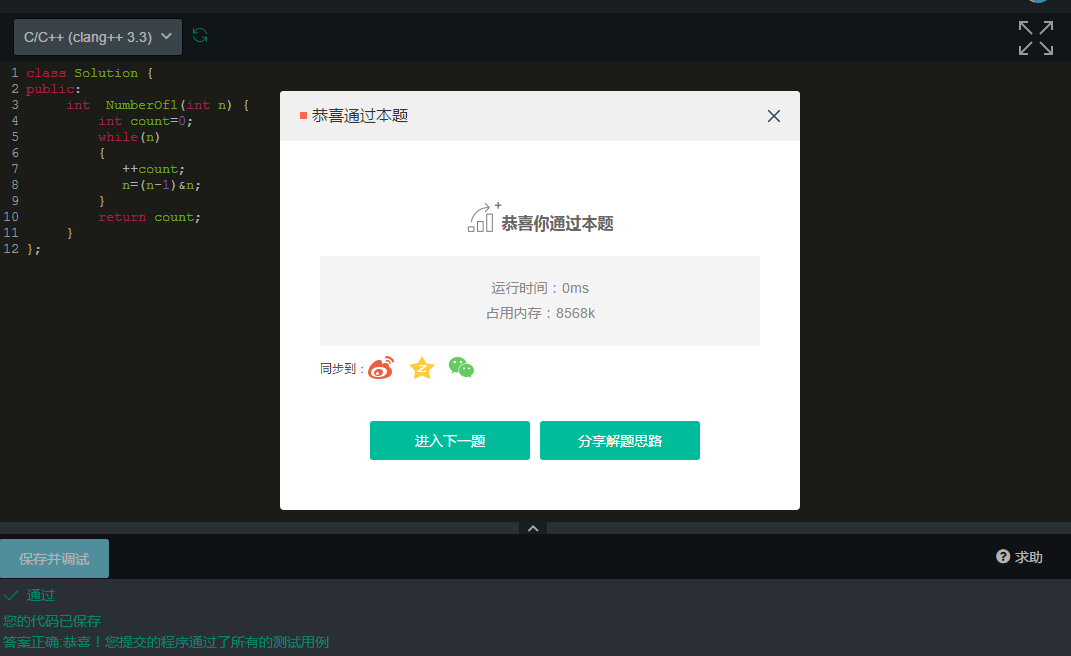 C/C++ (clang++ 3.3)
1 class Solution {
2 public:
3      int  NumberOf1(int n) {
4          int count=0;
5          while(n)
6          {
7             ++count;
8             n=(n-1)&n;
9          }
10          return count;
11      }
12 };
恭喜通过本题
恭喜你通过本题
运行时间：0ms
占用内存：8568k
同步到：
进入下一题 分享解题思路
保存并调试 求助
通过
您的代码已保存
答案正确:恭喜！您提交的程序通过了所有的测试用例